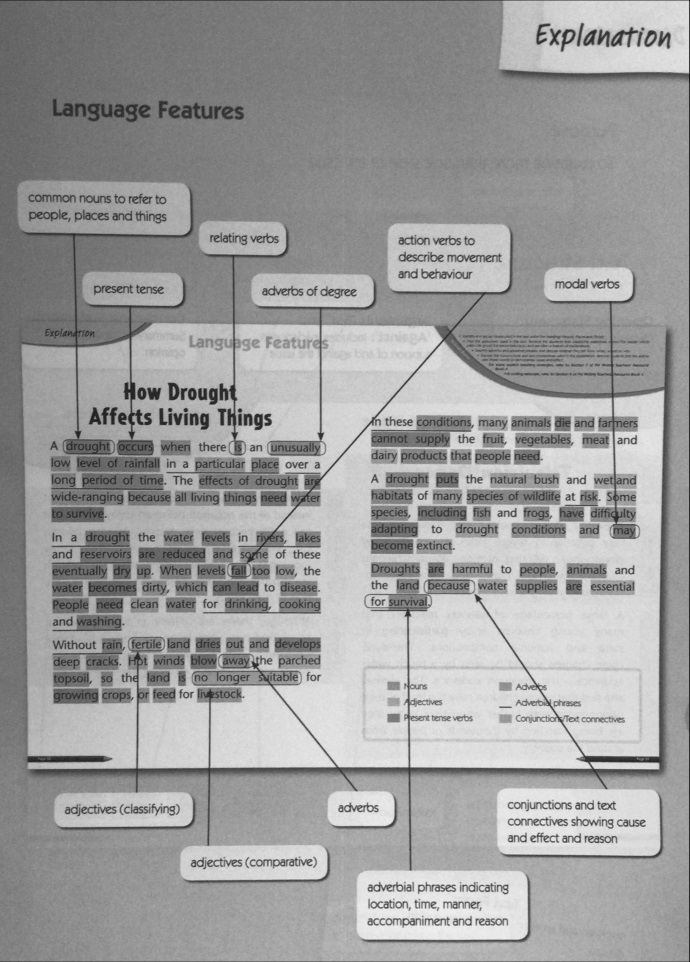 Explanation
Language Features
common nouns to refer to
people, places and things
relating verbs
action verbs to
describe movement
and behaviour
present tense
adverbs of degree
modal verbs
Explanation
Language Features
How Drought
Affects Living Things
A drought occurs when there is an unusually
low level of rainfall in a particular place over a
long period of time. The effects of drought are
wide-ranging because all living things need water
to survive.
In a drought the water levels in rivers, lakes
and reservoirs are reduced and some of these
eventually dry up. When levels fall too low, the
water becomes dirty, which can lead to disease.
People need clean water for drinking, cooking
and washing.
Without rain, fertile land dries out and develops
deep cracks. Hot winds blow away the parched
topsoil, so the land is no longer suitable for
growing crops, or feed for livestock.
In these conditions, many animals die and farmers
cannot supply the fruit, vegetables, meat and
dairy products that people need.
A drought puts the natural bush and wetland
habitats of many species of wildlife at risk. Some
species, including fish and frogs, have difficulty
adapting to drought conditions and may
become extinct.
Droughts are harmful to people, animals and
the land because water supplies are essential
for survival.
Nouns
Adjectives
Present tense verbs
Adverbs
Adverbial phrases
Conjunctions/Text connectives
adjectives (classifying)
adverbs
conjunctions and text
connectives showing cause
and effect and reason
adjectives (comparative)
adverbial phrases indicating
location, time, manner,
accompaniment and reason